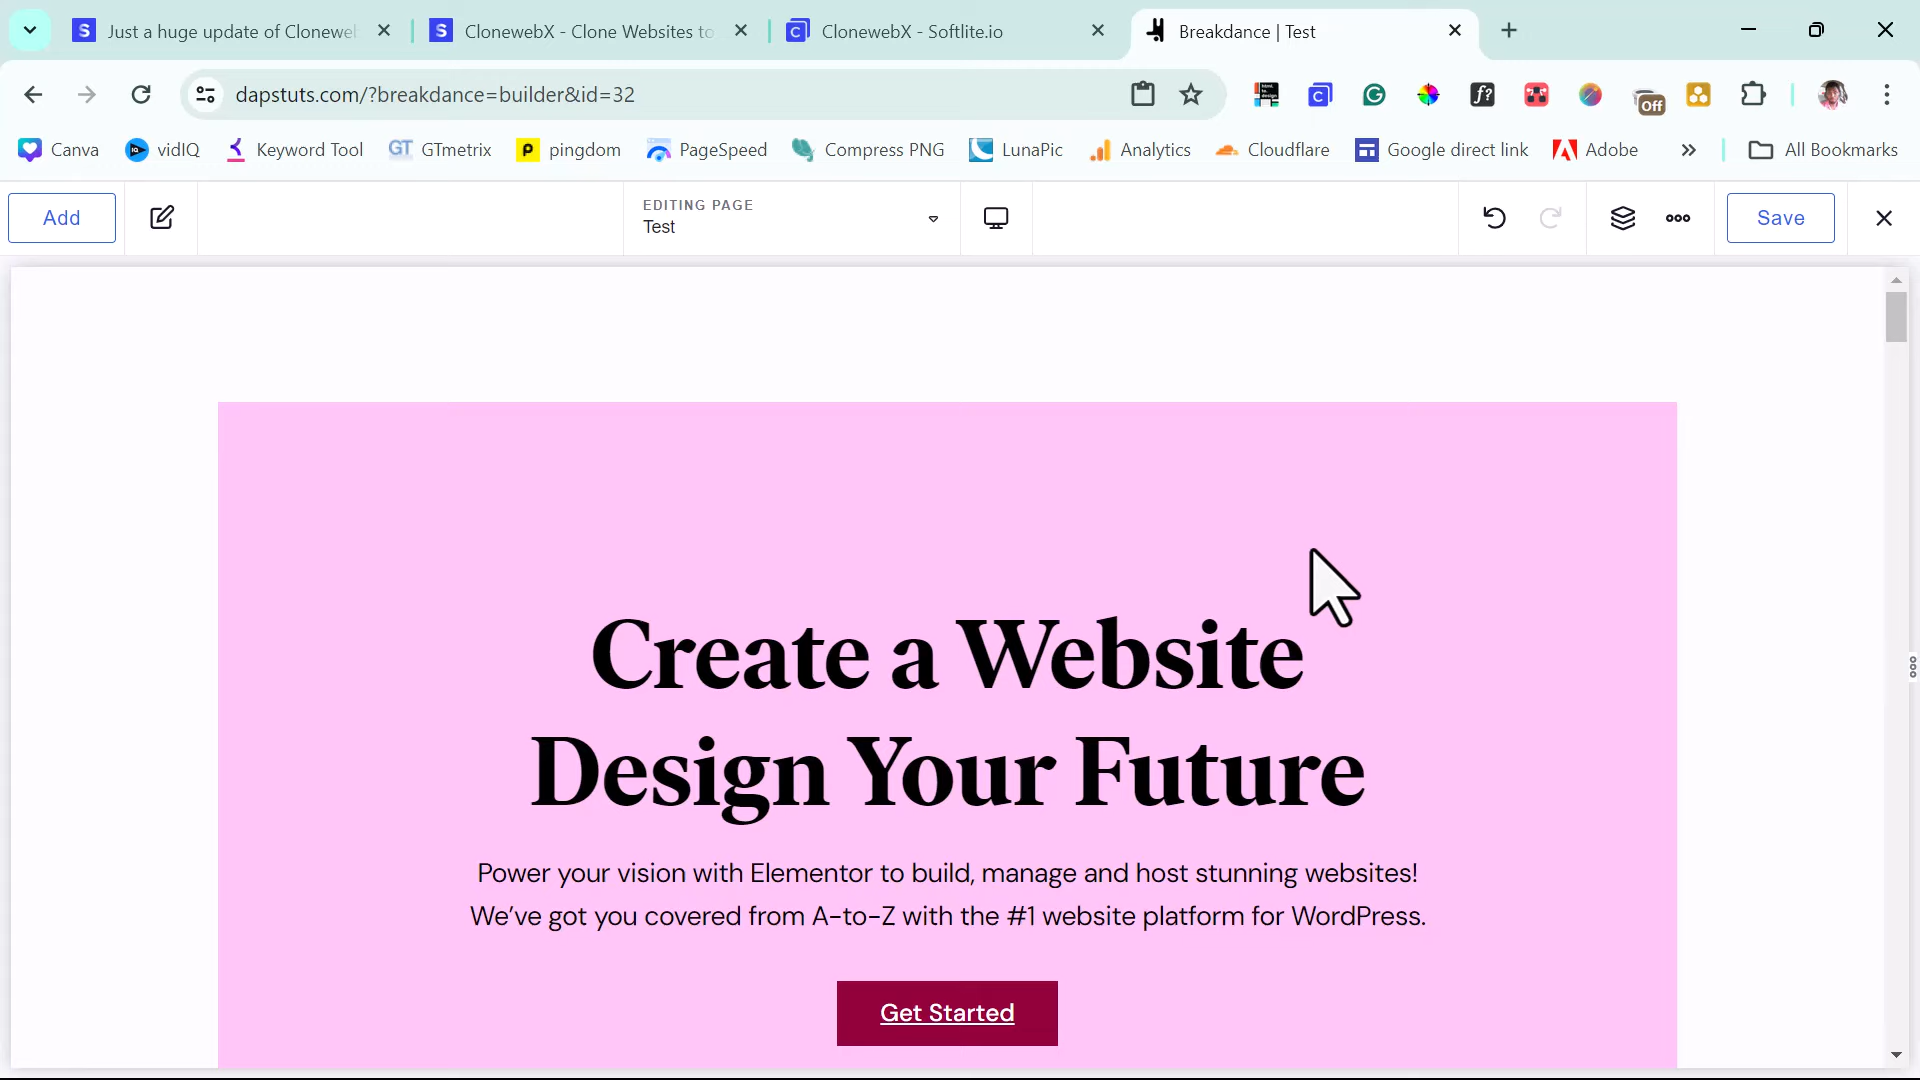 Just a huge update of Clonewe
ClonewebX - Clone Websites to
ClonewebX - Softlite.io
Breakdance | Test
dapstuts.com/?breakdance=builder&id=32
Off
Canva
vidIQ
Keyword Tool
GT GTmetrix
pingdom
PageSpeed
Compress PNG
LunaPic
Analytics
Cloudflare
Google direct link
Adobe
All Bookmarks
Add
EDITING PAGE
Test
Save
Create a Website
Design Your Future
Power your vision with Elementor to build, manage and host stunning websites!
We've got you covered from A-to-Z with the #1 website platform for WordPress.
Get Started